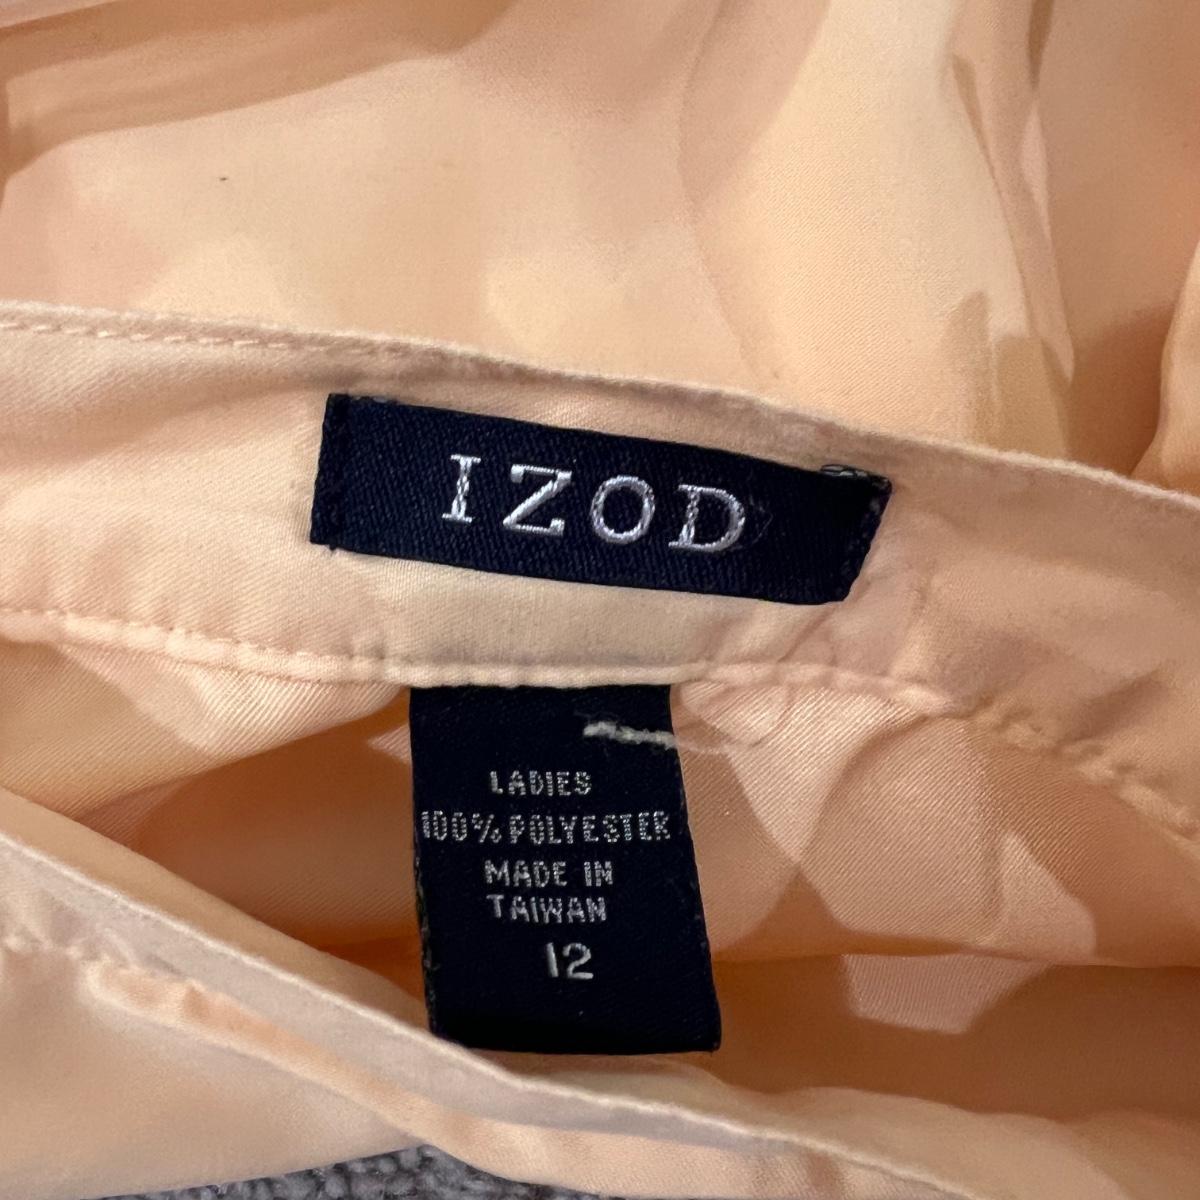 IZOD
LADIES
100% POLYESTER
MADE IN
TAIWAN
12